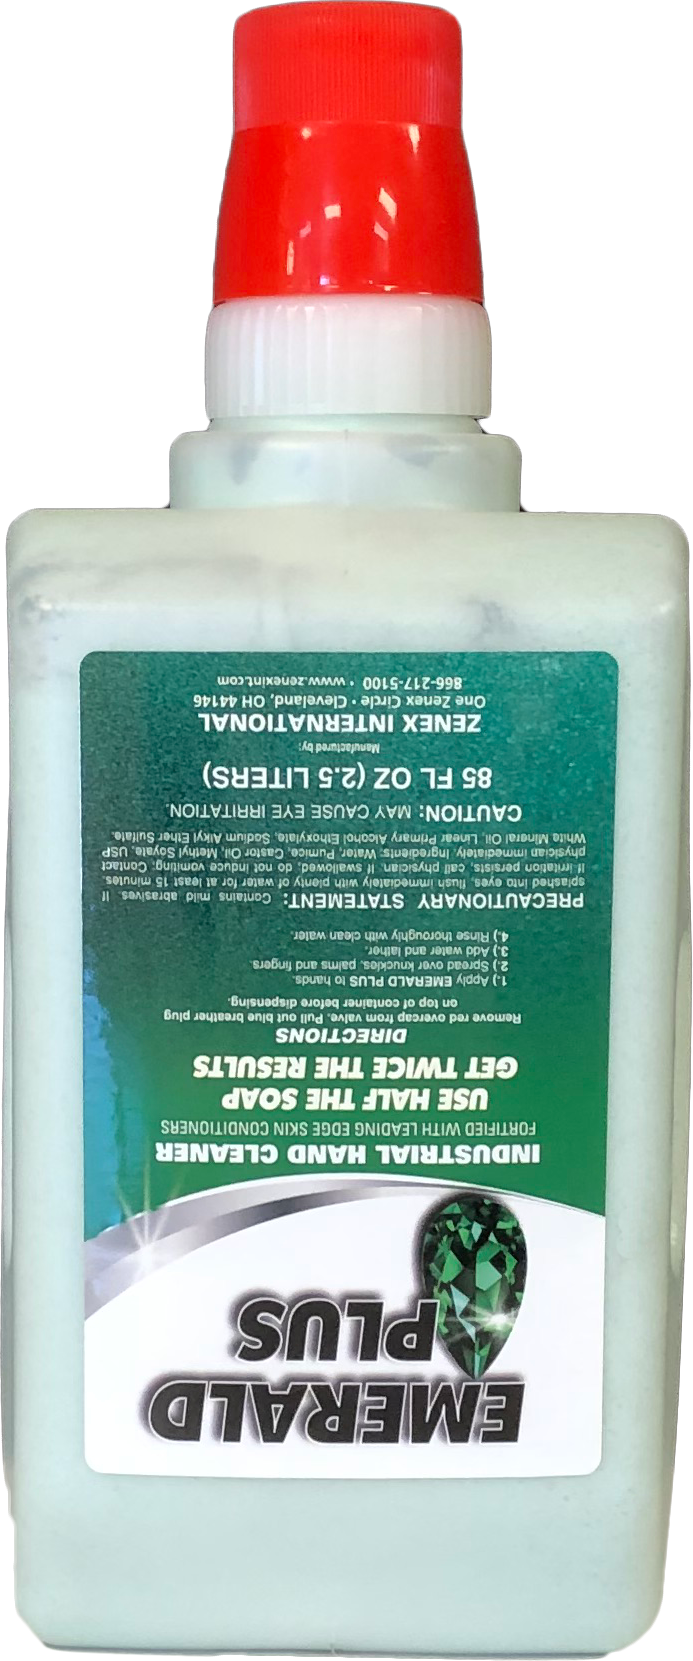 EMERALD
PLUS
INDUSTRIAL HAND CLEANER
FORTIFIED WITH LEADING EDGE SKIN CONDITIONERS
USE HALF THE SOAP
GET TWICE THE RESULTS
DIRECTIONS
Remove red overcap from valve. Pull out blue breather plug
on top of container before dispensing.
1.) Apply EMERALD PLUS to hands.
2.) Spread over knuckles, palms and fingers.
3.) Add water and lather.
4.) Rinse thoroughly with clean water.
PRECAUTIONARY STATEMENT: Contains mild abrasives. If
splashed into eyes, flush immediately with plenty of water for at least 15 minutes.
If irritation persists, call physician. If swallowed, do not induce vomiting. Contact
physician immediately. Ingredients: Water, Pumice, Castor Oil, Methyl Soyate, USP
White Mineral Oil, Linear Primary Alcohol Ethoxylate, Sodium Alkyl Ether Sulfate.
CAUTION: MAY CAUSE EYE IRRITATION.
85 FL OZ (2.5 LITERS)
Manufactured by:
ZENEX INTERNATIONAL
One Zenex Circle • Cleveland, OH 44146
866-217-5100 • www.zenexint.com